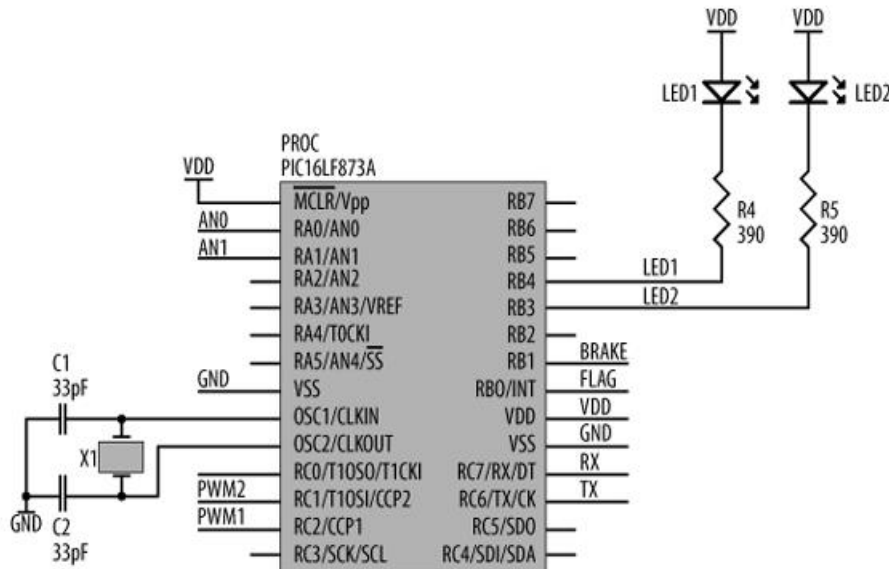 VDD
VDD
LED1
LED2
R4
390
R5
390
PROC
PIC16LF873A
VDD
MCLR/Vpp
RB7
AN0
RA0/AN0
RB6
AN1
RA1/AN1
RB5
RA2/AN2
RB4
LED1
RA3/AN3/VREF
RB3
LED2
RA4/T0CKI
RB2
RA5/AN4/SS
RB1
BRAKE
GND
VSS
RB0/INT
FLAG
C1
33pF
OSC1/CLKIN
VDD
VDD
X1
OSC2/CLKOUT
VSS
GND
RC0/T1OSO/T1CKI
RC7/RX/DT
RX
PWM2
RC1/T1OSI/CCP2
RC6/TX/CK
TX
GND
C2
33pF
PWM1
RC2/CCP1
RC5/SDO
RC3/SCK/SCL
RC4/SDI/SDA